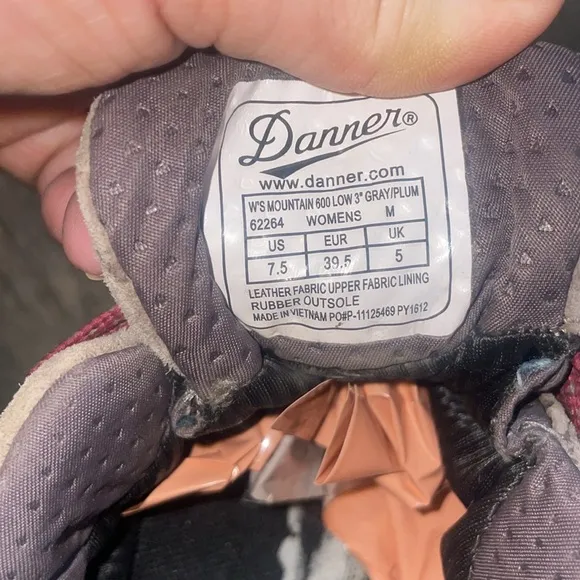 Danner®
www.danner.com
W'S MOUNTAIN 600 LOW 3" GRAY/PLUM
62264 WOMENS M
US EUR UK
7.5 39.5 5
LEATHER FABRIC UPPER FABRIC LINING
RUBBER OUTSOLE
MADE IN VIETNAM PO#P-11125469 PY1612